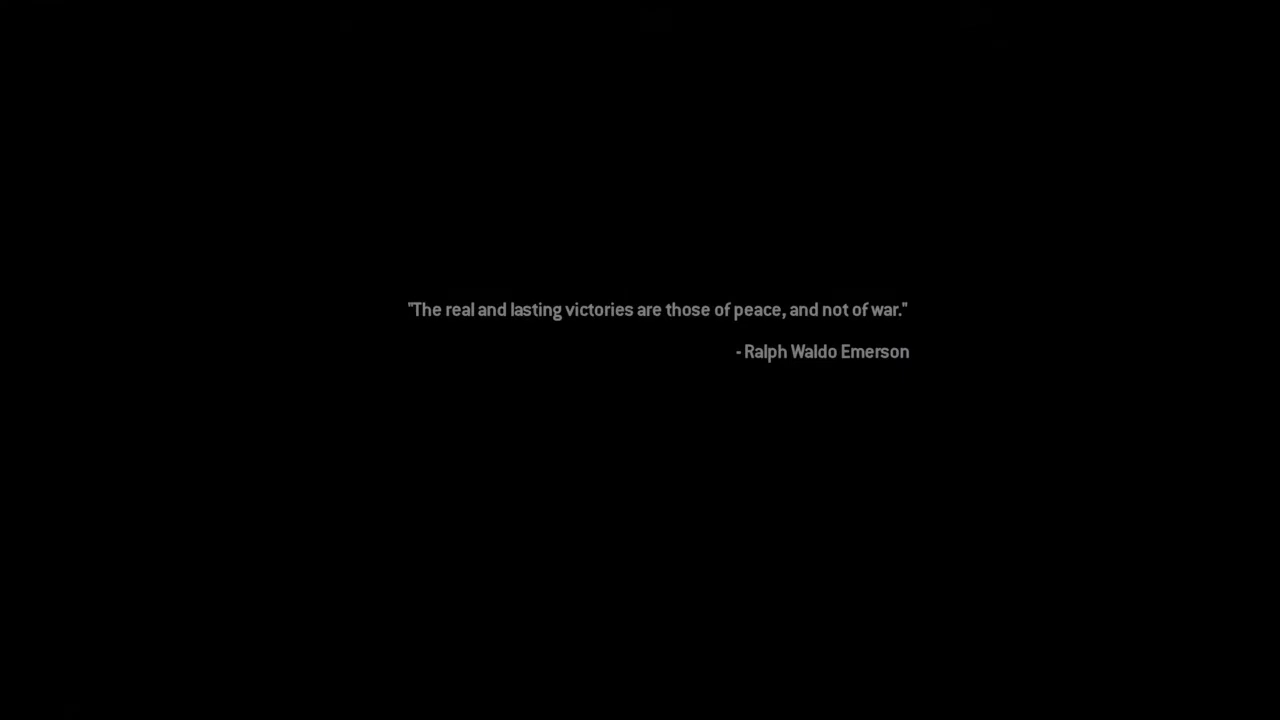 "The real and lasting victories are those of peace, and not of war."
- Ralph Waldo Emerson